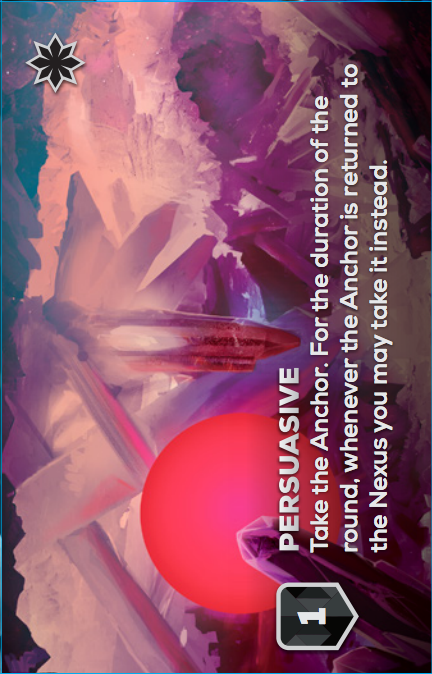 PERSUASIVE
Take the Anchor. For the duration of the
round, whenever the Anchor is returned to
the Nexus you may take it instead.
1